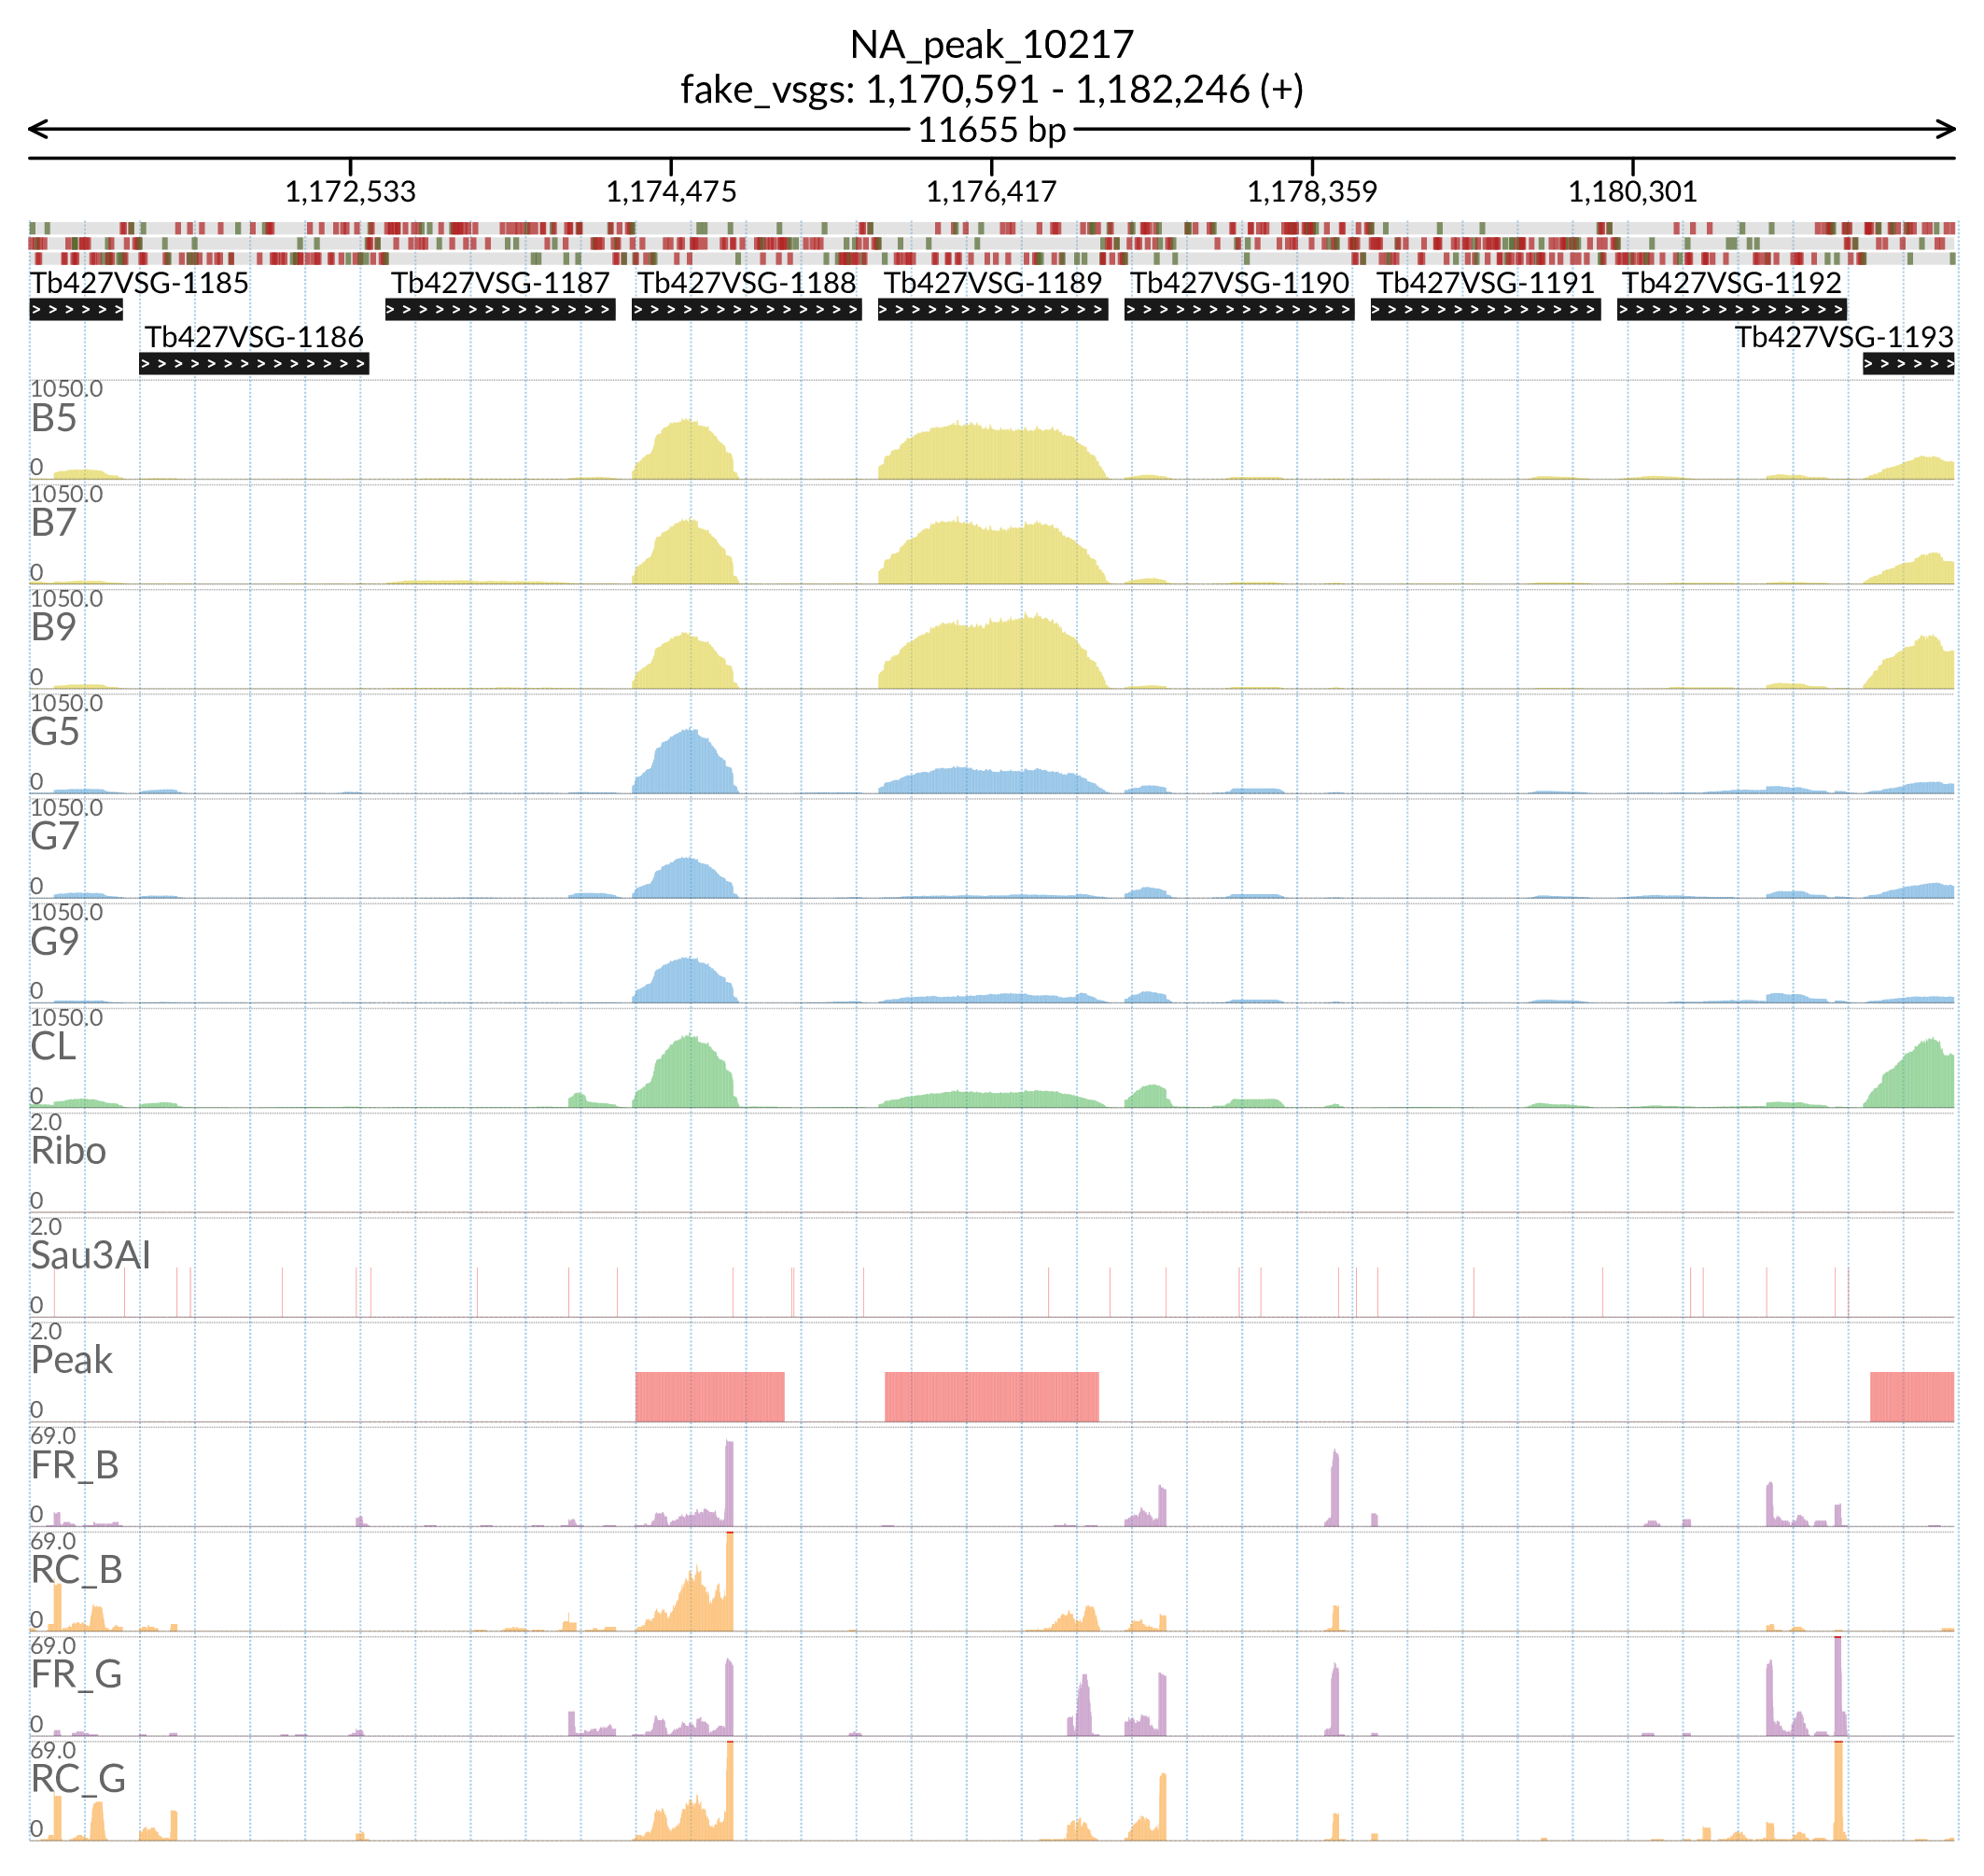 NA_peak_10217
fake_vsgs: 1,170,591 - 1,182,246 (+)
11655 bp
1,172,533 1,174,475 1,176,417 1,178,359 1,180,301
Tb427VSG-1185 Tb427VSG-1187 Tb427VSG-1188 Tb427VSG-1189 Tb427VSG-1190 Tb427VSG-1191 Tb427VSG-1192
Tb427VSG-1186 Tb427VSG-1193
1050.0
B5
0
1050.0
B7
0
1050.0
B9
0
1050.0
G5
0
1050.0
G7
0
1050.0
G9
0
1050.0
CL
0
2.0
Ribo
0
2.0
Sau3AI
0
2.0
Peak
0
69.0
FR_B
0
69.0
RC_B
0
69.0
FR_G
0
69.0
RC_G
0